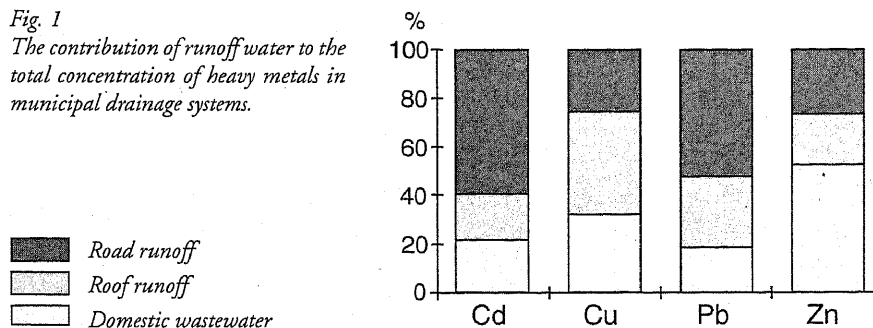 Fig. 1
The contribution of runoff water to the
total concentration of heavy metals in
municipal drainage systems.
Road runoff
Roof runoff
Domestic wastewater
%
100
80
60
40
20
0
Cd Cu Pb Zn